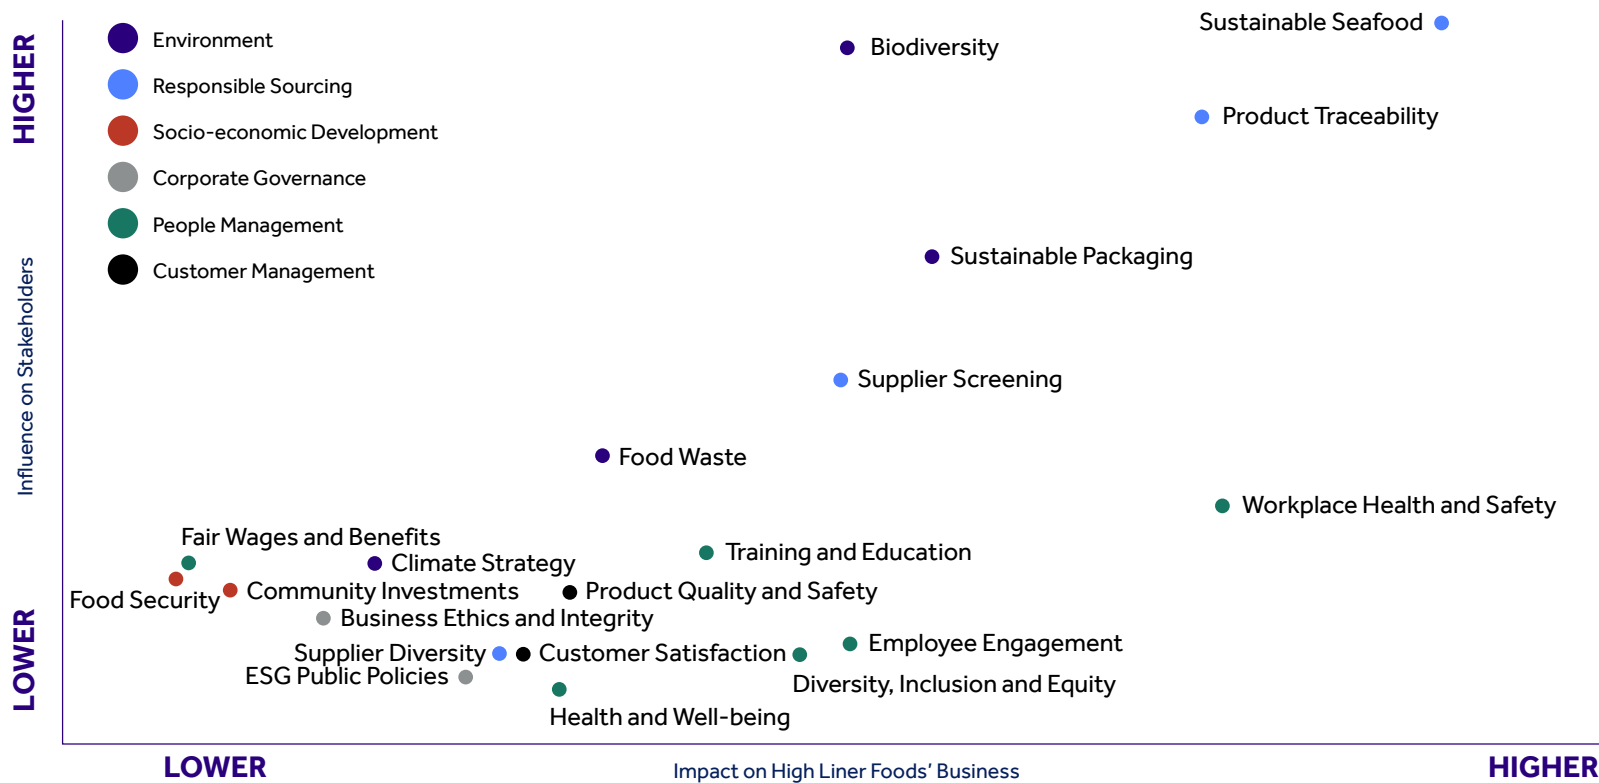 HIGHER
Influence on Stakeholders
LOWER
Environment
Responsible Sourcing
Socio-economic Development
Corporate Governance
People Management
Customer Management
Sustainable Seafood
Biodiversity
Product Traceability
Sustainable Packaging
Supplier Screening
Food Waste
Workplace Health and Safety
Fair Wages and Benefits
Training and Education
Climate Strategy
Food Security
Community Investments
Product Quality and Safety
Business Ethics and Integrity
Employee Engagement
Supplier Diversity
Customer Satisfaction
ESG Public Policies
Diversity, Inclusion and Equity
Health and Well-being
LOWER
Impact on High Liner Foods’ Business
HIGHER